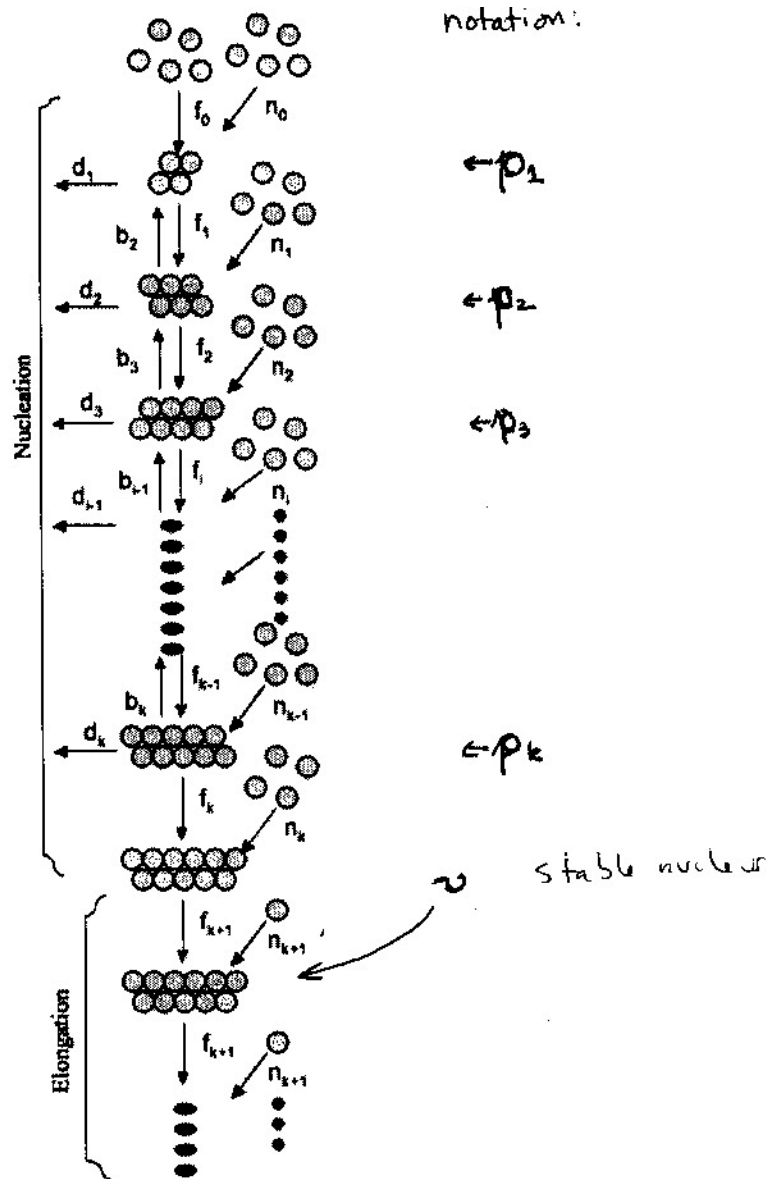 notation:
f₀
n₀
d₁
←p₁
b₂
f₁
n₁
d₂
←p₂
b₃
f₂
n₂
d₃
←p₃
Nucleation
bᵢ₋₁
fᵢ
nᵢ
dᵢ₋₁
bₖ
fₖ₋₁
nₖ₋₁
dₖ
←pₖ
fₖ
nₖ
stable nucleus
fₖ₊₁
nₖ₊₁
Elongation
fₖ₊₁
nₖ₊₁